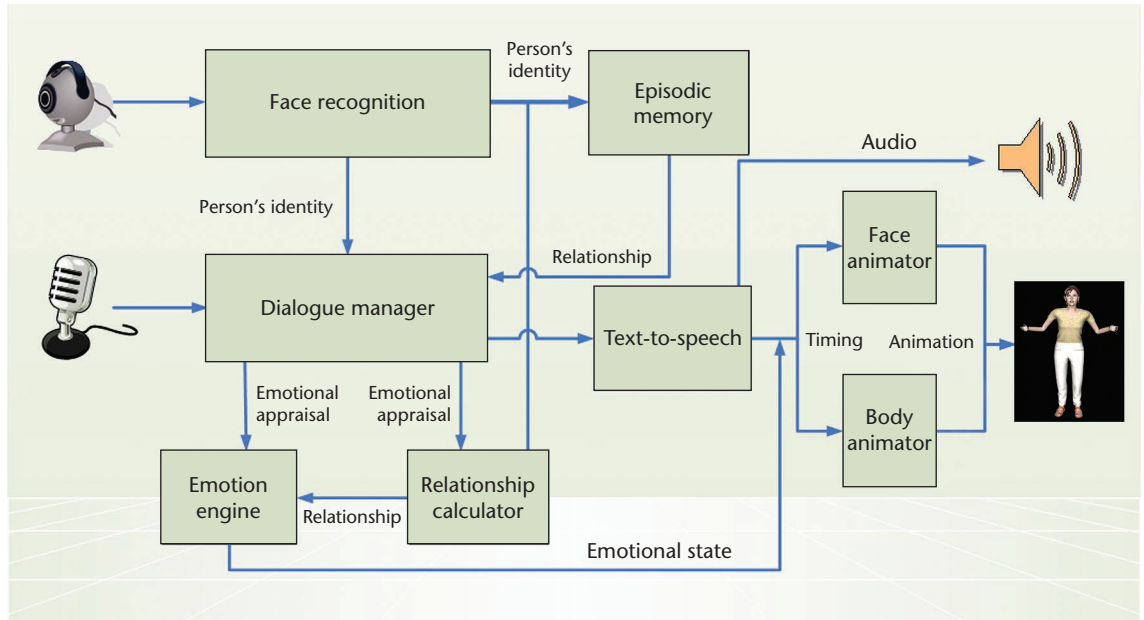 Person's
identity
Face recognition
Episodic
memory
Audio
Person's identity
Face
animator
Relationship
Dialogue manager
Text-to-speech
Timing
Animation
Emotional
appraisal
Emotional
appraisal
Body
animator
Emotion
engine
Relationship
Relationship
calculator
Emotional state